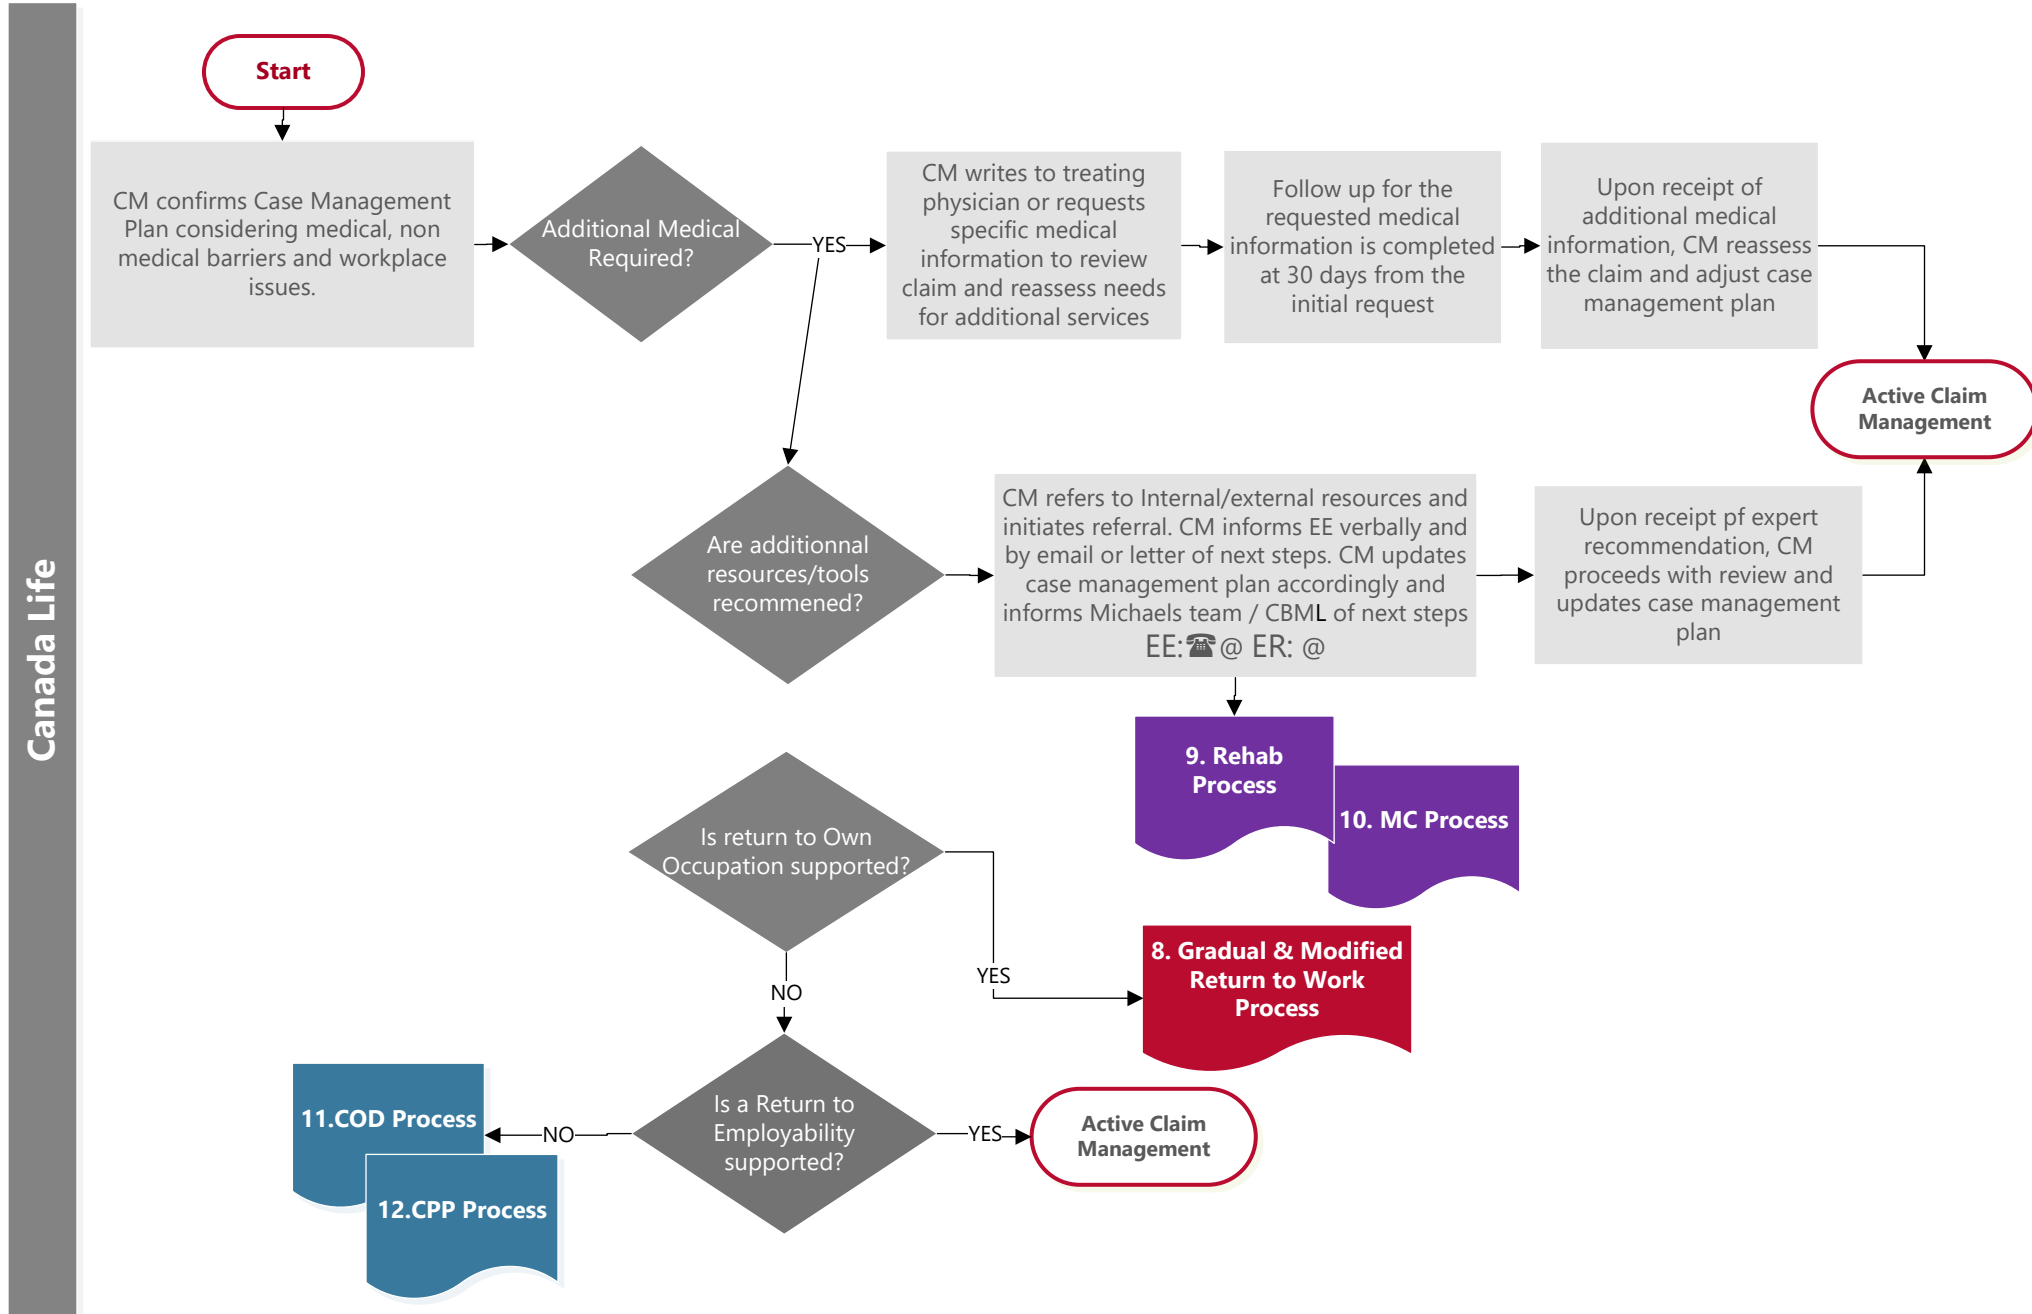 Canada Life
Start
CM confirms Case Management
Plan considering medical, non
medical barriers and workplace
issues.
Additional Medical
Required?
YES
CM writes to treating
physician or requests
specific medical
information to review
claim and reassess needs
for additional services
Follow up for the
requested medical
information is completed
at 30 days from the
initial request
Upon receipt of
additional medical
information, CM reassess
the claim and adjust case
management plan
Active Claim
Management
Are additionnal
resources/tools
recommened?
CM refers to Internal/external resources and
initiates referral. CM informs EE verbally and
by email or letter of next steps. CM updates
case management plan accordingly and
informs Michaels team / CBML of next steps
EE:☎@ ER: @
Upon receipt pf expert
recommendation, CM
proceeds with review and
updates case management
plan
9. Rehab
Process
10. MC Process
Is return to Own
Occupation supported?
YES
8. Gradual & Modified
Return to Work
Process
NO
Is a Return to
Employability
supported?
YES
Active Claim
Management
NO
11.COD Process
12.CPP Process